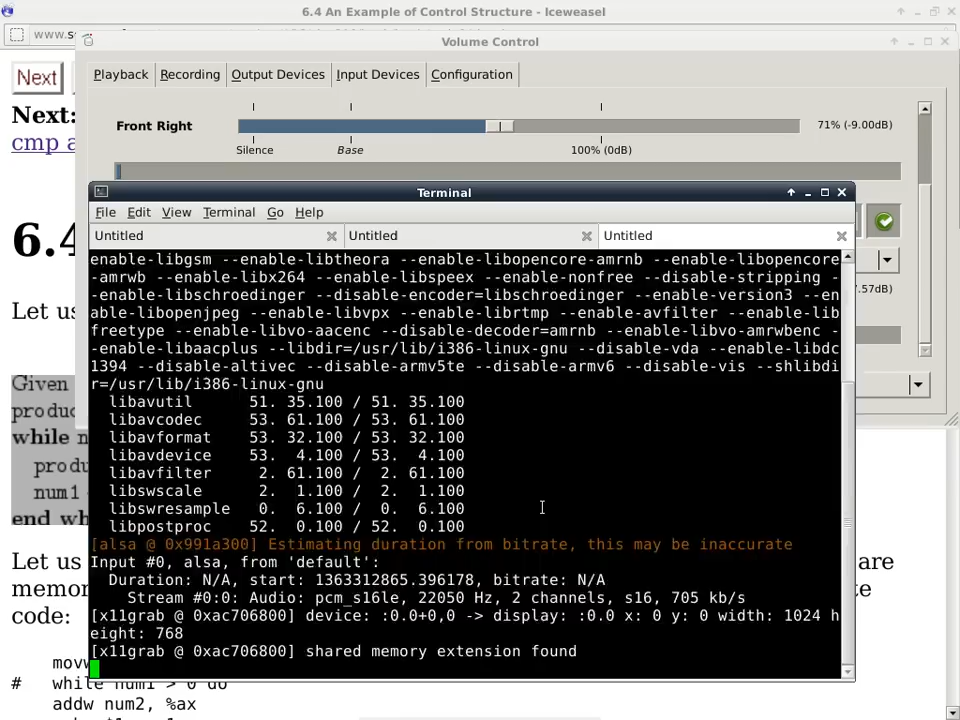 6.4 An Example of Control Structure - Iceweasel
www.s
Volume Control
Next
Playback
Recording
Output Devices
Input Devices
Configuration
Next:
cmp a
Front Right
71% (-9.00dB)
Silence
Base
100% (0dB)
Terminal
File Edit View Terminal Go Help
Untitled
Untitled
Untitled
6.4
enable-libgsm --enable-libtheora --enable-libopencore-amrnb --enable-libopencore
-amrwb --enable-libx264 --enable-libspeex --enable-nonfree --disable-stripping -
-enable-libschroedinger --disable-encoder=libschroedinger --enable-version3 --en
able-libopenjpeg --enable-libvpx --enable-librtmp --enable-avfilter --enable-lib
freetype --enable-libvo-aacenc --disable-decoder=amrnb --enable-libvo-amrwbenc -
-enable-libaacplus --libdir=/usr/lib/i386-linux-gnu --disable-vda --enable-libdc
1394 --disable-altivec --disable-armv5te --disable-armv6 --disable-vis --shlibdi
r=/usr/lib/i386-linux-gnu
libavutil 51. 35.100 / 51. 35.100
libavcodec 53. 61.100 / 53. 61.100
libavformat 53. 32.100 / 53. 32.100
libavdevice 53. 4.100 / 53. 4.100
libavfilter 2. 61.100 / 2. 61.100
libswscale 2. 1.100 / 2. 1.100
libswresample 0. 6.100 / 0. 6.100
libpostproc 52. 0.100 / 52. 0.100
[alsa @ 0x991a300] Estimating duration from bitrate, this may be inaccurate
Input #0, alsa, from 'default':
Duration: N/A, start: 1363312865.396178, bitrate: N/A
Stream #0:0: Audio: pcm_s16le, 22050 Hz, 2 channels, s16, 705 kb/s
[x11grab @ 0xac706800] device: :0.0+0,0 -> display: :0.0 x: 0 y: 0 width: 1024 h
eight: 768
[x11grab @ 0xac706800] shared memory extension found
.57dB)
Let us
Given
produ
while n
produ
num1
end wh
Let us
are
memor
te
code:
movw
# while num1 > 0 do
addw num2, %ax